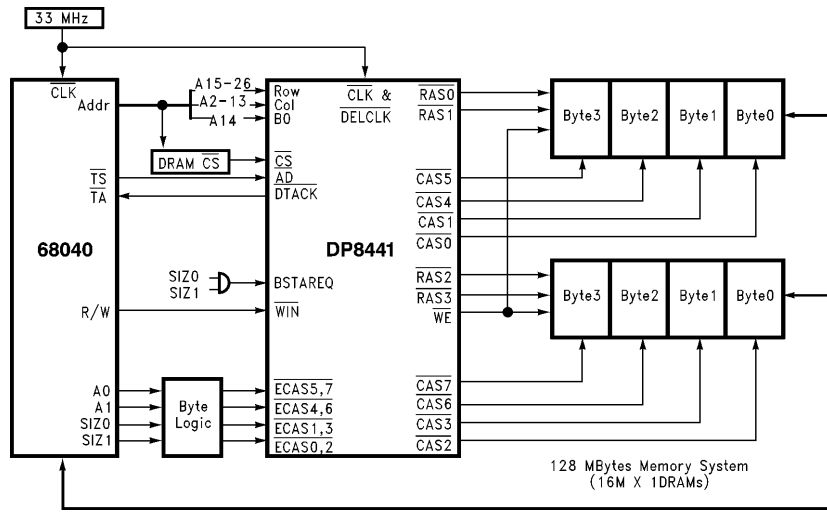 33 MHz
CLK
Addr
TS
TA
68040
R/W
A0
A1
SIZ0
SIZ1
A15-26
A2-13
A14
DRAM CS
SIZ0
SIZ1
Byte
Logic
Row
Col
B0
CLK &
DELCLK
CS
AD
DTACK
DP8441
BSTAREQ
WIN
ECAS5,7
ECAS4,6
ECAS1,3
ECAS0,2
RAS0
RAS1
CAS5
CAS4
CAS1
CAS0
RAS2
RAS3
WE
CAS7
CAS6
CAS3
CAS2
Byte3 Byte2 Byte1 Byte0
Byte3 Byte2 Byte1 Byte0
128 MBytes Memory System
(16M X 1DRAMs)